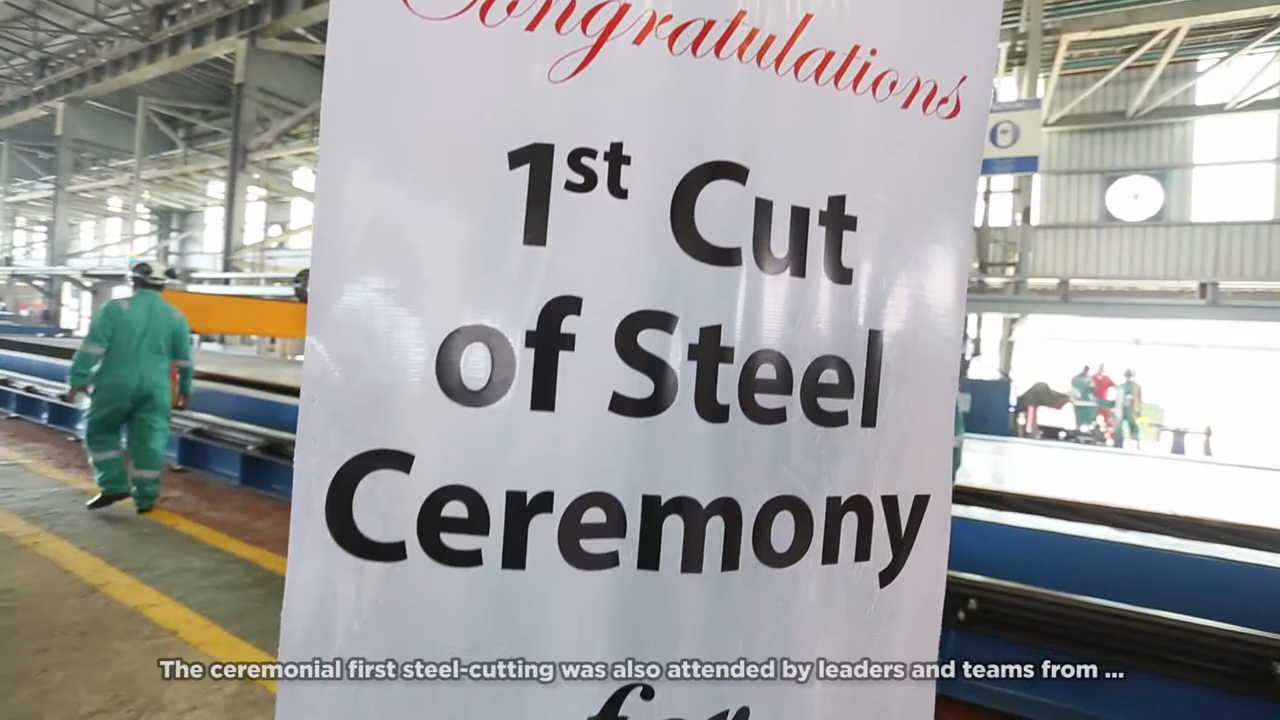 Congratulations
1st Cut
of Steel
Ceremony
for
The ceremonial first steel-cutting was also attended by leaders and teams from ...